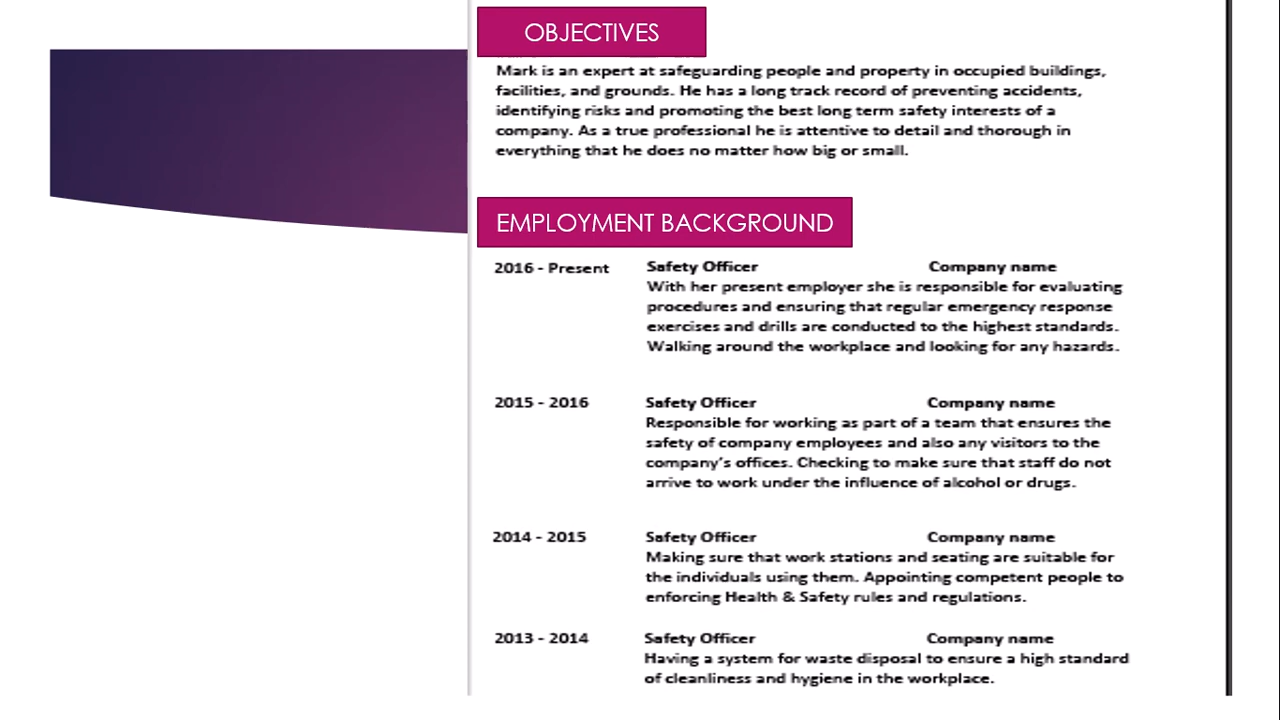 OBJECTIVES
Mark is an expert at safeguarding people and property in occupied buildings,
facilities, and grounds. He has a long track record of preventing accidents,
identifying risks and promoting the best long term safety interests of a
company. As a true professional he is attentive to detail and thorough in
everything that he does no matter how big or small.
EMPLOYMENT BACKGROUND
2016 - Present Safety Officer Company name
With her present employer she is responsible for evaluating
procedures and ensuring that regular emergency response
exercises and drills are conducted to the highest standards.
Walking around the workplace and looking for any hazards.
2015 - 2016 Safety Officer Company name
Responsible for working as part of a team that ensures the
safety of company employees and also any visitors to the
company's offices. Checking to make sure that staff do not
arrive to work under the influence of alcohol or drugs.
2014 - 2015 Safety Officer Company name
Making sure that work stations and seating are suitable for
the individuals using them. Appointing competent people to
enforcing Health & Safety rules and regulations.
2013 - 2014 Safety Officer Company name
Having a system for waste disposal to ensure a high standard
of cleanliness and hygiene in the workplace.